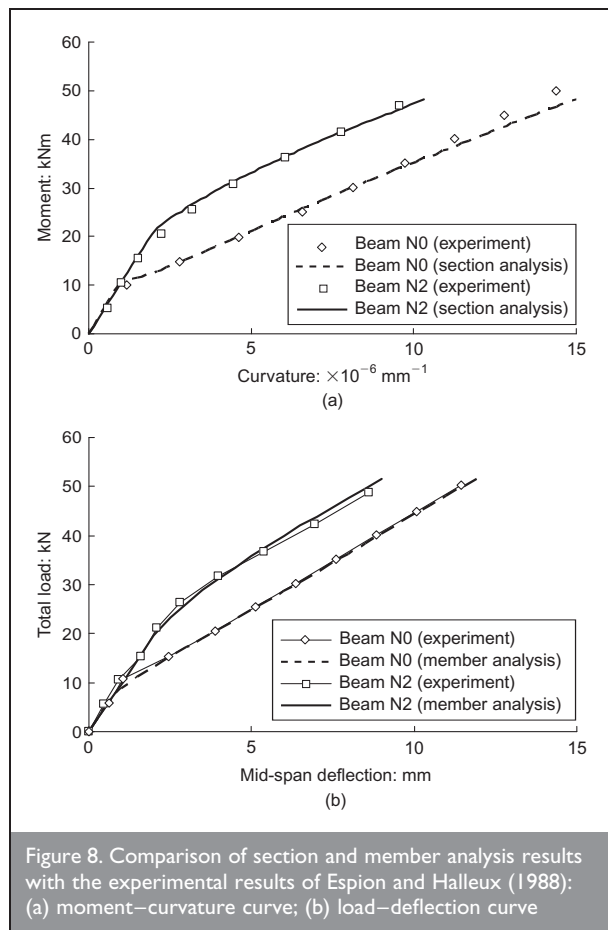 60
50
40
30
20
10
0
Moment: kNm
Beam N0 (experiment)
Beam N0 (section analysis)
Beam N2 (experiment)
Beam N2 (section analysis)
0 5 10 15
Curvature: ×10⁻⁶ mm⁻¹
(a)
60
50
40
30
20
10
0
Total load: kN
Beam N0 (experiment)
Beam N0 (member analysis)
Beam N2 (experiment)
Beam N2 (member analysis)
0 5 10 15
Mid-span deflection: mm
(b)
Figure 8. Comparison of section and member analysis results
with the experimental results of Espion and Halleux (1988):
(a) moment–curvature curve; (b) load–deflection curve